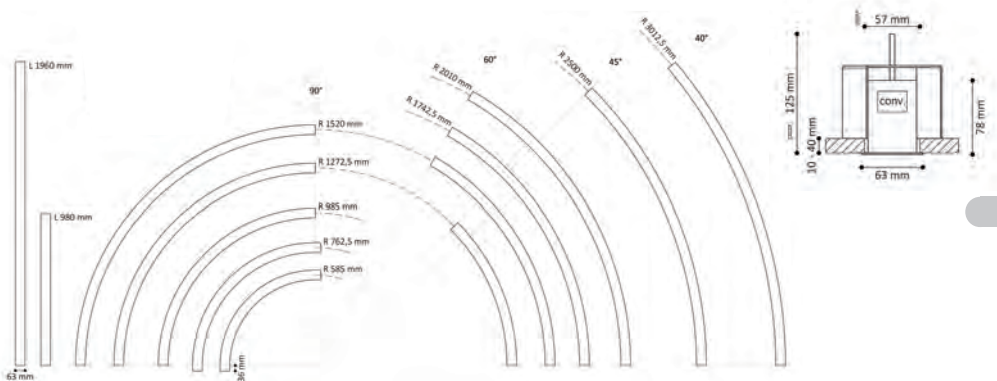 L 1960 mm
L 980 mm
63 mm
90°
R 1520 mm
R 1272,5 mm
R 985 mm
R 762,5 mm
R 585 mm
36 mm
60°
R 2010 mm
R 1742,5 mm
45°
R 2500 mm
40°
R 3012,5 mm
57 mm
125 mm
conv.
78 mm
10 - 40 mm
63 mm